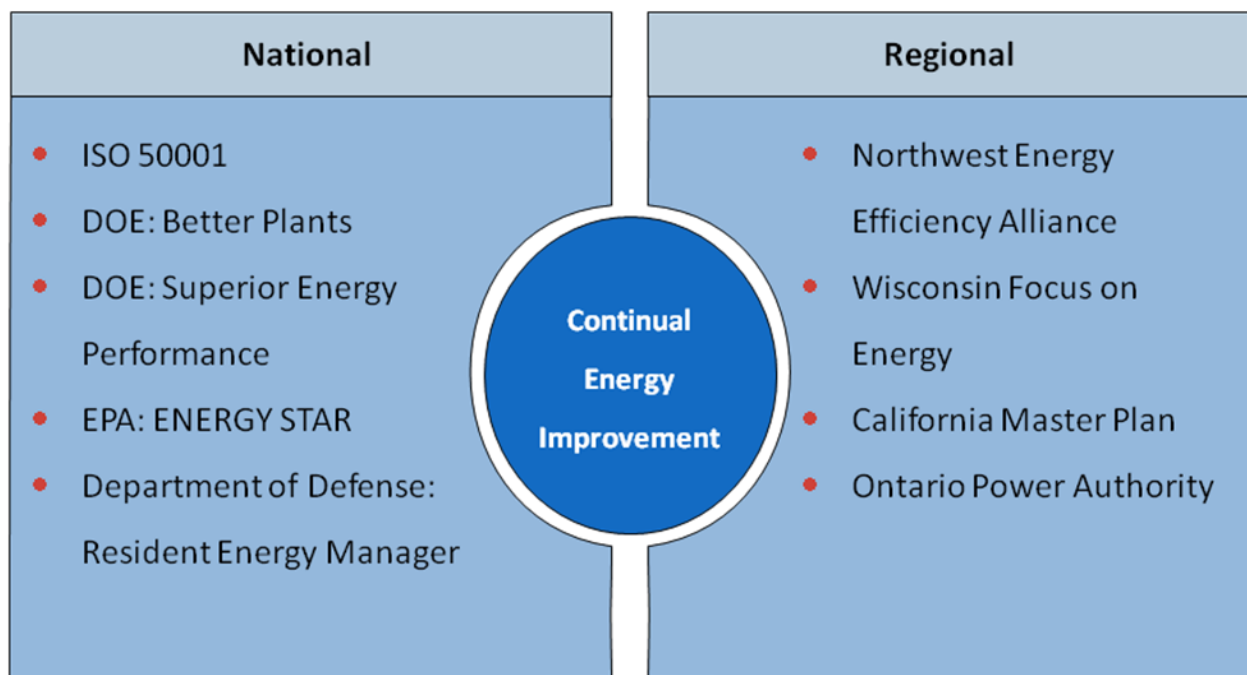 National
ISO 50001
DOE: Better Plants
DOE: Superior Energy
Performance
EPA: ENERGY STAR
Department of Defense:
Resident Energy Manager
Continual
Energy
Improvement
Regional
Northwest Energy
Efficiency Alliance
Wisconsin Focus on
Energy
California Master Plan
Ontario Power Authority